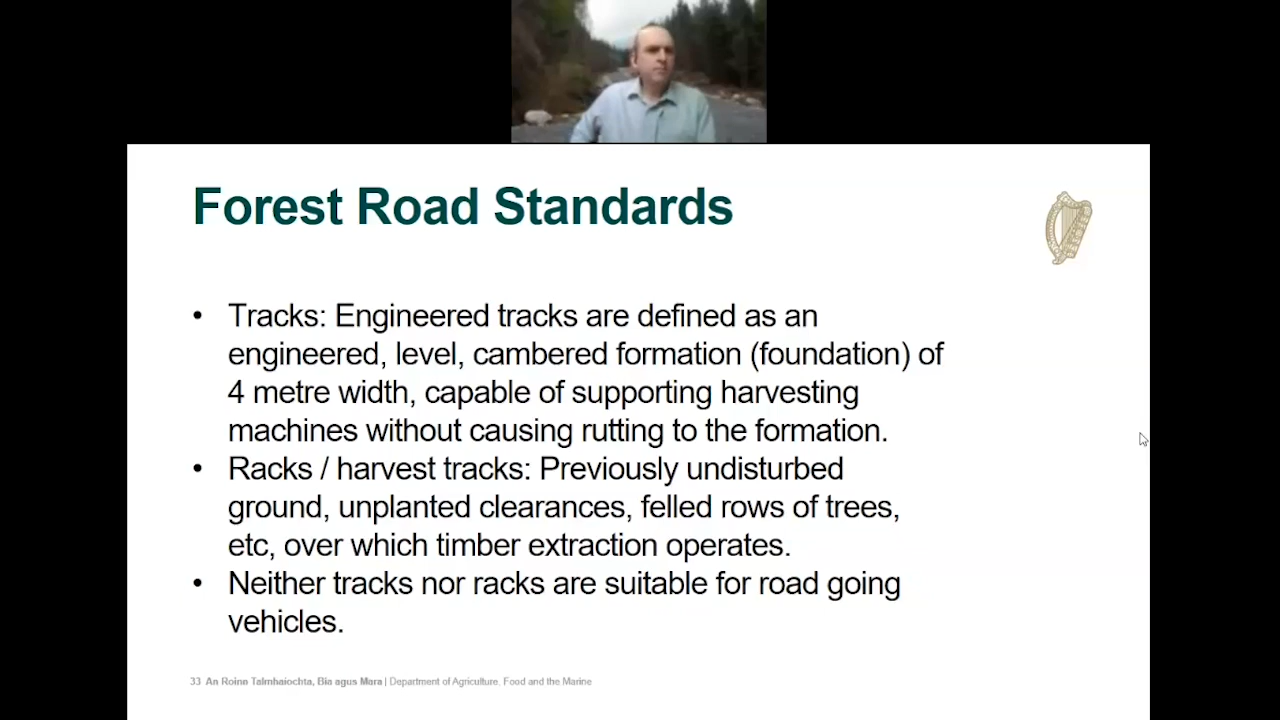 Forest Road Standards
• Tracks: Engineered tracks are defined as an
engineered, level, cambered formation (foundation) of
4 metre width, capable of supporting harvesting
machines without causing rutting to the formation.
• Racks / harvest tracks: Previously undisturbed
ground, unplanted clearances, felled rows of trees,
etc, over which timber extraction operates.
• Neither tracks nor racks are suitable for road going
vehicles.
33 An Roinn Talmhaíochta, Bia agus Mara | Department of Agriculture, Food and the Marine